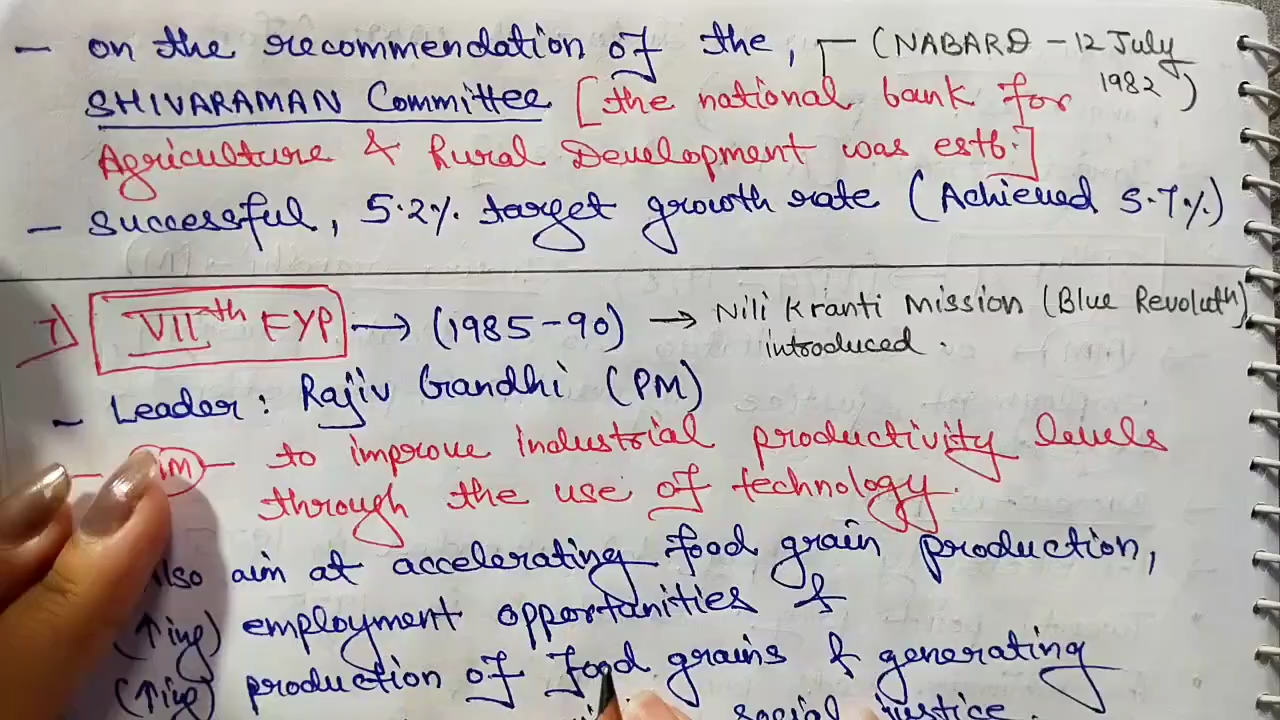 - on the recommendation of the, (NABARD - 12 July 1982)
SHIVARAMAN Committee [the national bank for
Agriculture & Rural Development was estb.]
- successful, 5.2%. target growth rate (Achieved 5.7%.)
7) VIIth FYP → (1985-90) → Nili Kranti Mission (Blue Revolutn)
introduced.
- Leader: Rajiv Gandhi (PM)
- to improve industrial productivity levels
through the use of technology.
aim at accelerating food grain production,
(↑ing) employment opportunities &
(↑ing) production of food grains & generating
social justice.